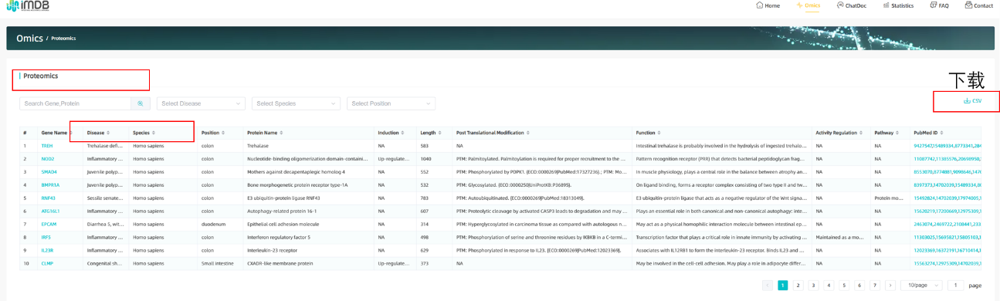 iMDB
Home Omics ChatDoc Statistics FAQ Contact
Omics / Proteomics
Proteomics
下载
Search Gene,Protein Select Disease Select Species Select Position CSV
# Gene Name Disease Species Position Protein Name Induction Length Post Translational Modification Function Activity Regulation Pathway PubMed ID
1 TREH Trehalase defi... Homo sapiens colon Trehalase NA 583 NA Intestinal trehalase is probably involved in the hydrolysis of ingested trehalo... NA NA 9427547,15489334,8773341,284
2 NOD2 Inflammatory ... Homo sapiens colon Nucleotide-binding oligomerization domain-containi... Up-regulate... 1040 PTM: Palmitoylated. Palmitoylation is required for proper recruitment to the ... Pattern recognition receptor (PRR) that detects bacterial peptidoglycan frag... NA NA 11087742,11385576,20698950,
3 SMAD4 Juvenile polyp... Homo sapiens colon Mothers against decapentaplegic homolog 4 NA 552 PTM: Phosphorylated by PDPK1. {ECO:0000269|PubMed:17327236}.; PTM: Mo... In muscle physiology, plays a central role in the balance between atrophy an... NA NA 8553070,8774881,9098646,1470
4 BMPR1A Juvenile polyp... Homo sapiens colon Bone morphogenetic protein receptor type-1A NA 532 PTM: Glycosylated. {ECO:0000250|UniProtKB:P36895}. On ligand binding, forms a receptor complex consisting of two type II and tw... NA NA 8397373,14702039,15489334,80
5 RNF43 Sessile serrate... Homo sapiens colon E3 ubiquitin-protein ligase RNF43 NA 783 PTM: Autoubiquitinated. {ECO:0000269|PubMed:18313049}. E3 ubiquitin-protein ligase that acts as a negative regulator of the Wnt signa... NA Protein mo... 15492824,14702039,17974005,1
6 ATG16L1 Inflammatory ... Homo sapiens colon Autophagy-related protein 16-1 NA 607 PTM: Proteolytic cleavage by activated CASP3 leads to degradation and may ... Plays an essential role in both canonical and non-canonical autophagy: inte... NA NA 15620219,17200669,12975309,1
7 EPCAM Diarrhea 5, wit... Homo sapiens duodenum Epithelial cell adhesion molecule NA 314 PTM: Hyperglycosylated in carcinoma tissue as compared with autologous n... May act as a physical homophilic interaction molecule between intestinal ep... NA NA 2463074,2469722,2108441,233
8 IRF5 Inflammatory ... Homo sapiens colon Interferon regulatory factor 5 NA 498 PTM: Phosphorylation of serine and threonine residues by IKBKB in a C-termi... Transcription factor that plays a critical role in innate immunity by activating ... Maintained as a mo... NA 11303025,15695821,15805103,1
9 IL23R Inflammatory ... Homo sapiens colon Interleukin-23 receptor NA 629 PTM: Phosphorylated in response to IL23. {ECO:0000269|PubMed:12023369}. Associates with IL12RB1 to form the interleukin-23 receptor. Binds IL23 and ... NA NA 12023369,16372191,16710414,1
10 CLMP Congenital sh... Homo sapiens Small intestine CXADR-like membrane protein Up-regulate... 373 NA May be involved in the cell-cell adhesion. May play a role in adipocyte differ... NA NA 15563274,12975309,14702039,1
1 2 3 4 5 6 7 10/page 1 page